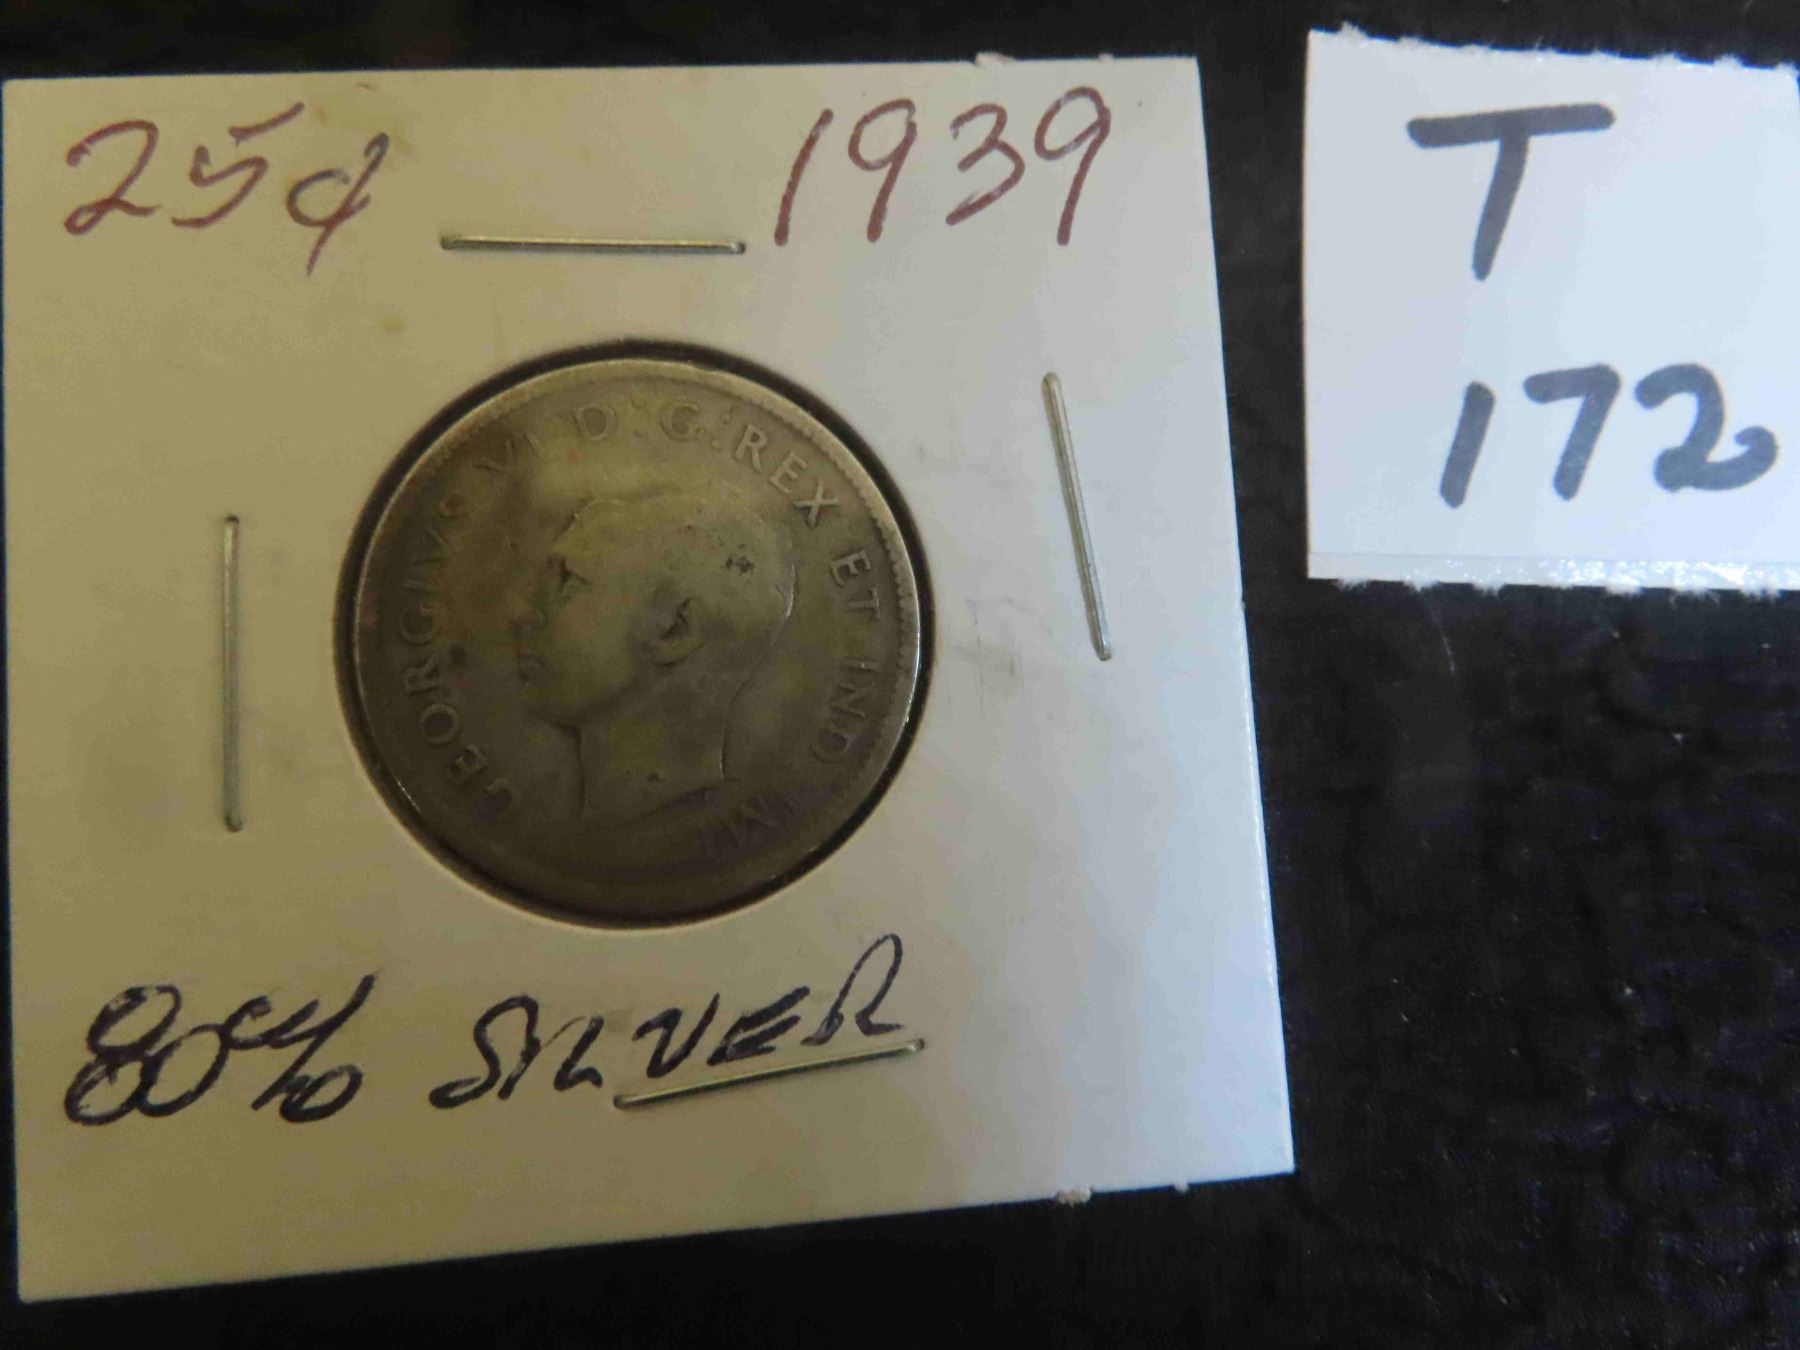 25¢ 1939
GEORGIVS VI D:G:REX ET IND:IMP:
80% SILVER
T
172